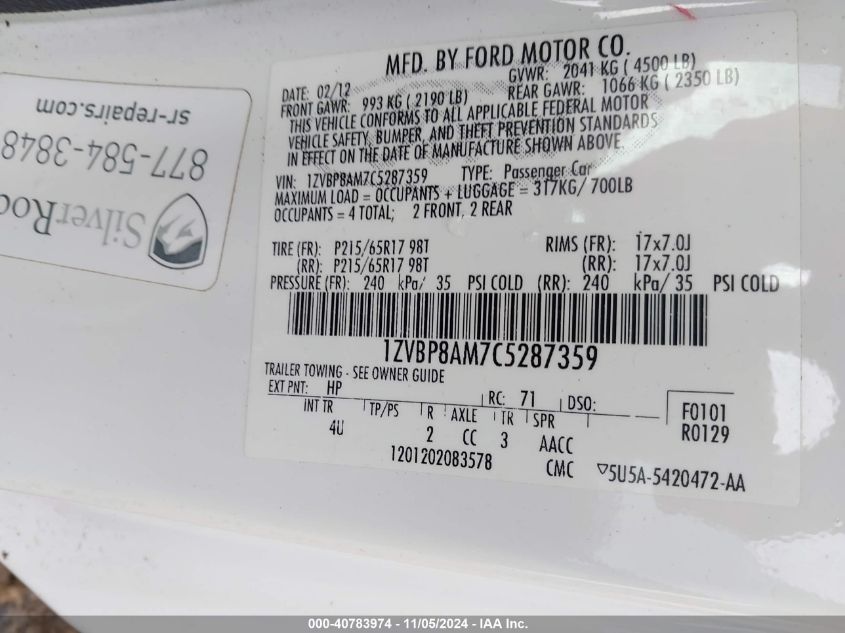 MFD. BY FORD MOTOR CO.
DATE: 02/12 GVWR: 2041 KG ( 4500 LB)
FRONT GAWR: 993 KG ( 2190 LB) REAR GAWR: 1066 KG ( 2350 LB)
THIS VEHICLE CONFORMS TO ALL APPLICABLE FEDERAL MOTOR
VEHICLE SAFETY, BUMPER, AND THEFT PREVENTION STANDARDS
IN EFFECT ON THE DATE OF MANUFACTURE SHOWN ABOVE.
VIN: 1ZVBP8AM7C5287359 TYPE: Passenger Car
MAXIMUM LOAD = OCCUPANTS + LUGGAGE = 317KG/ 700LB
OCCUPANTS = 4 TOTAL; 2 FRONT, 2 REAR
TIRE (FR): P215/65R17 98T RIMS (FR): 17x7.0J
(RR): P215/65R17 98T (RR): 17x7.0J
PRESSURE (FR): 240 kPa/ 35 PSI COLD (RR): 240 kPa/ 35 PSI COLD
1ZVBP8AM7C5287359
TRAILER TOWING - SEE OWNER GUIDE
EXT PNT: HP RC: 71 DSO: F0101
INT TR TP/PS R AXLE TR SPR R0129
4U 2 CC 3 AACC
1201202083578 CMC ▽5U5A-5420472-AA
SilverRoc
877-584-3848
sr-repairs.com
000-40783974 - 11/05/2024 - IAA Inc.